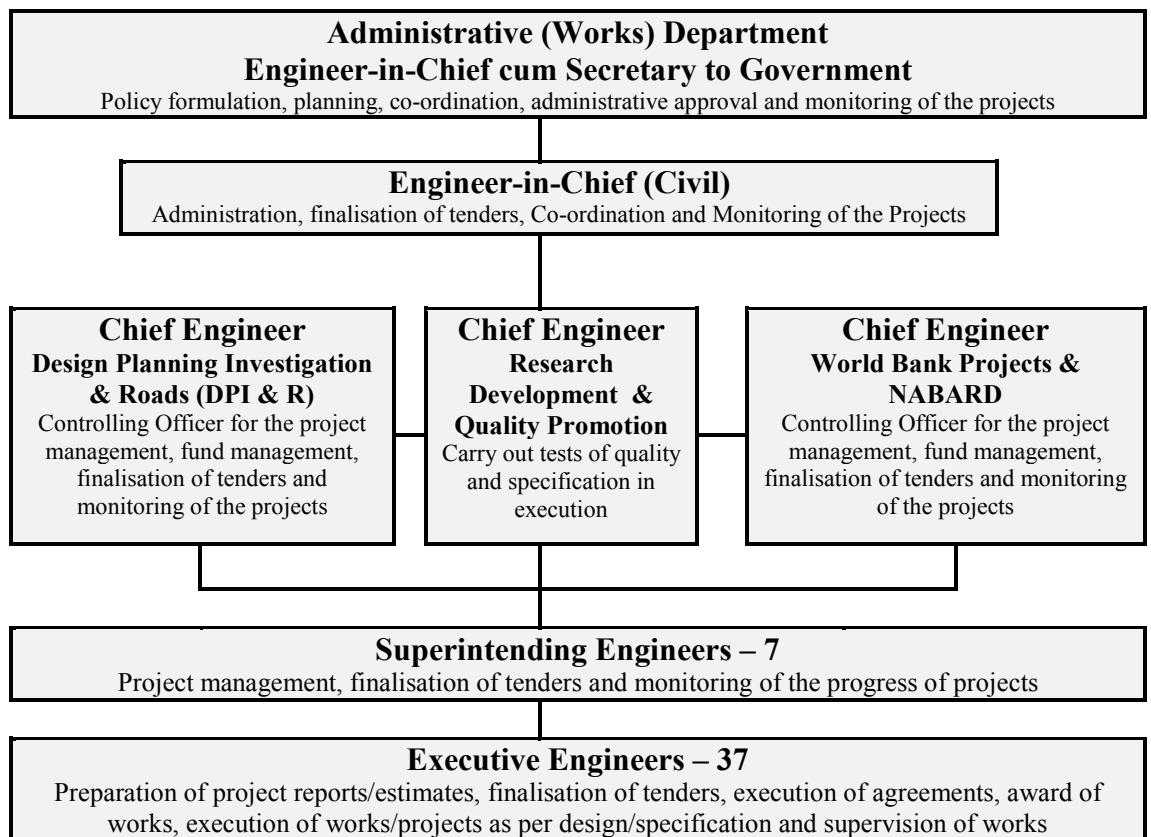 Administrative (Works) Department
Engineer-in-Chief cum Secretary to Government
Policy formulation, planning, co-ordination, administrative approval and monitoring of the projects
Engineer-in-Chief (Civil)
Administration, finalisation of tenders, Co-ordination and Monitoring of the Projects
Chief Engineer
Design Planning Investigation
& Roads (DPI & R)
Controlling Officer for the project
management, fund management,
finalisation of tenders and
monitoring of the projects
Chief Engineer
Research
Development &
Quality Promotion
Carry out tests of quality
and specification in
execution
Chief Engineer
World Bank Projects &
NABARD
Controlling Officer for the project
management, fund management,
finalisation of tenders and monitoring
of the projects
Superintending Engineers – 7
Project management, finalisation of tenders and monitoring of the progress of projects
Executive Engineers – 37
Preparation of project reports/estimates, finalisation of tenders, execution of agreements, award of
works, execution of works/projects as per design/specification and supervision of works